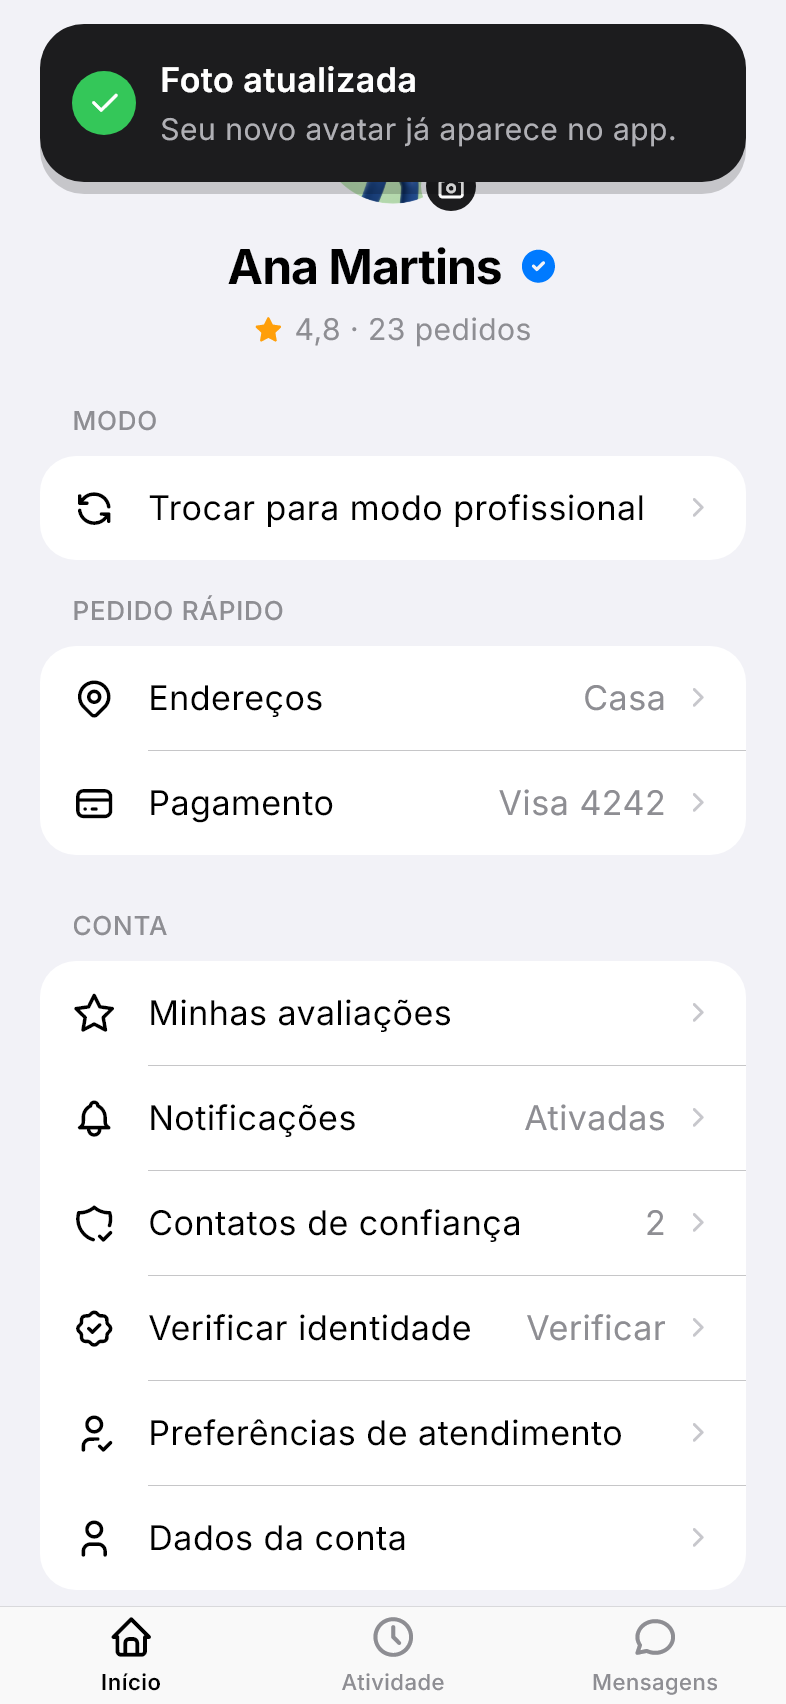 Foto atualizada
Seu novo avatar já aparece no app.
Ana Martins
4,8 · 23 pedidos
MODO
Trocar para modo profissional
PEDIDO RÁPIDO
Endereços Casa
Pagamento Visa 4242
CONTA
Minhas avaliações
Notificações Ativadas
Contatos de confiança 2
Verificar identidade Verificar
Preferências de atendimento
Dados da conta
Início Atividade Mensagens